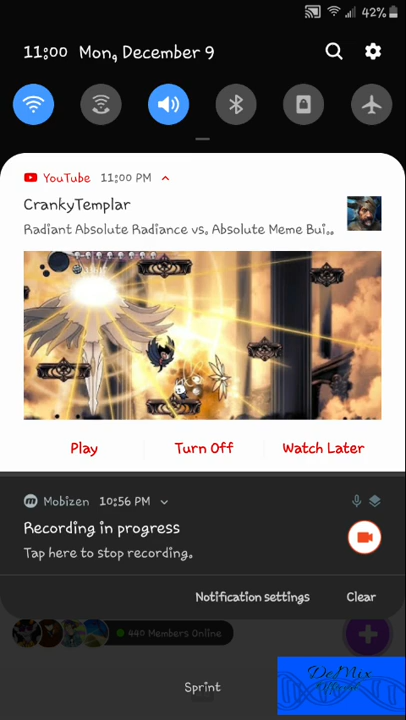 42%
11:00 Mon, December 9
YouTube 11:00 PM
CrankyTemplar
Radiant Absolute Radiance vs. Absolute Meme Bui..
Play Turn Off Watch Later
m Mobizen 10:56 PM
Recording in progress
Tap here to stop recording.
Notification settings Clear
440 Members Online
Sprint
DeMix